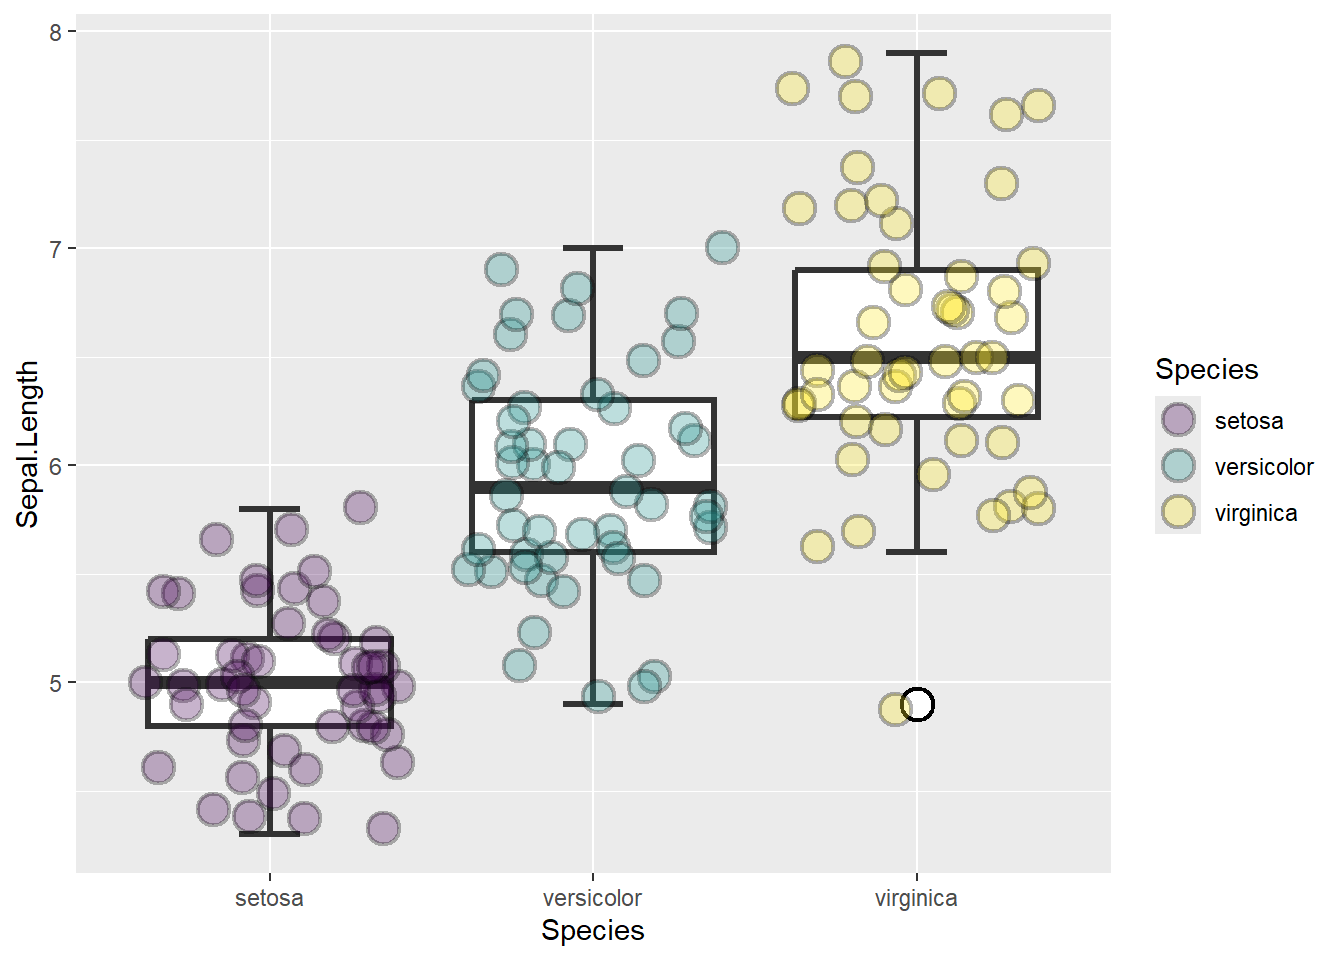 8
7
6
5
Sepal.Length
setosa
versicolor
virginica
Species
Species
setosa
versicolor
virginica